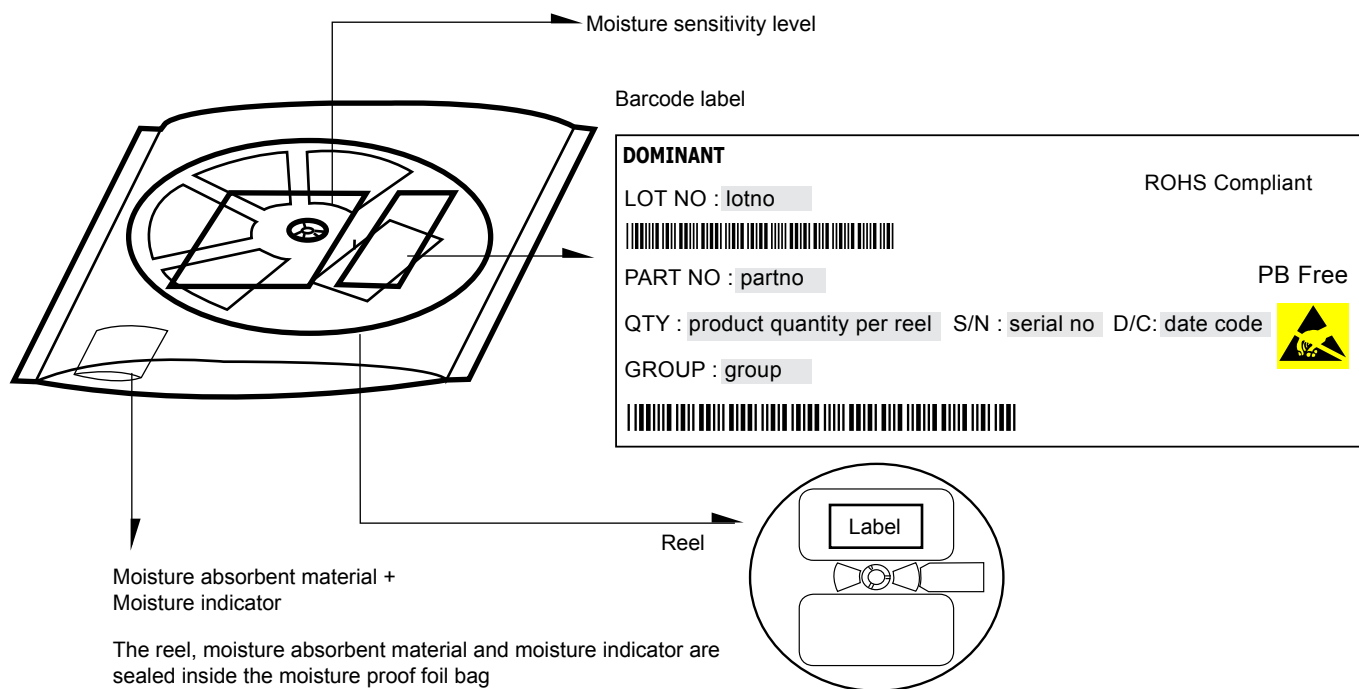 Moisture sensitivity level
Barcode label
DOMINANT
ROHS Compliant
LOT NO : lotno
PART NO : partno
PB Free
QTY : product quantity per reel S/N : serial no D/C: date code
GROUP : group
Label
Reel
Moisture absorbent material +
Moisture indicator
The reel, moisture absorbent material and moisture indicator are
sealed inside the moisture proof foil bag